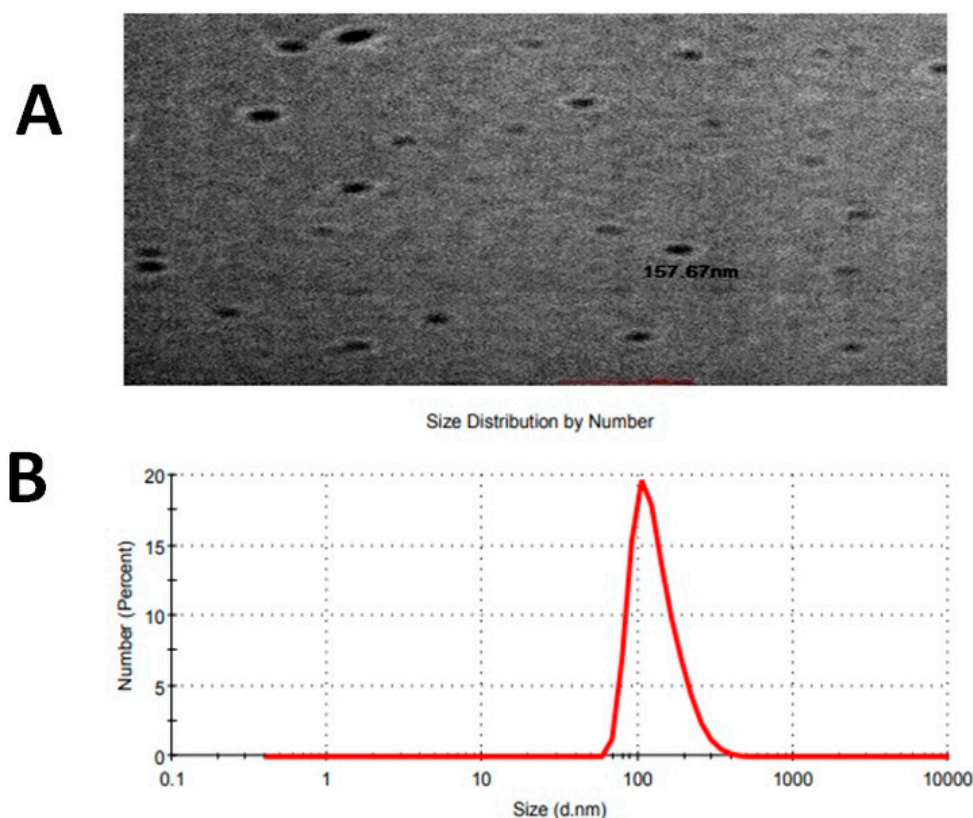 A
157.67nm
Size Distribution by Number
B
20
15
10
5
0
Number (Percent)
0.1 1 10 100 1000 10000
Size (d.nm)